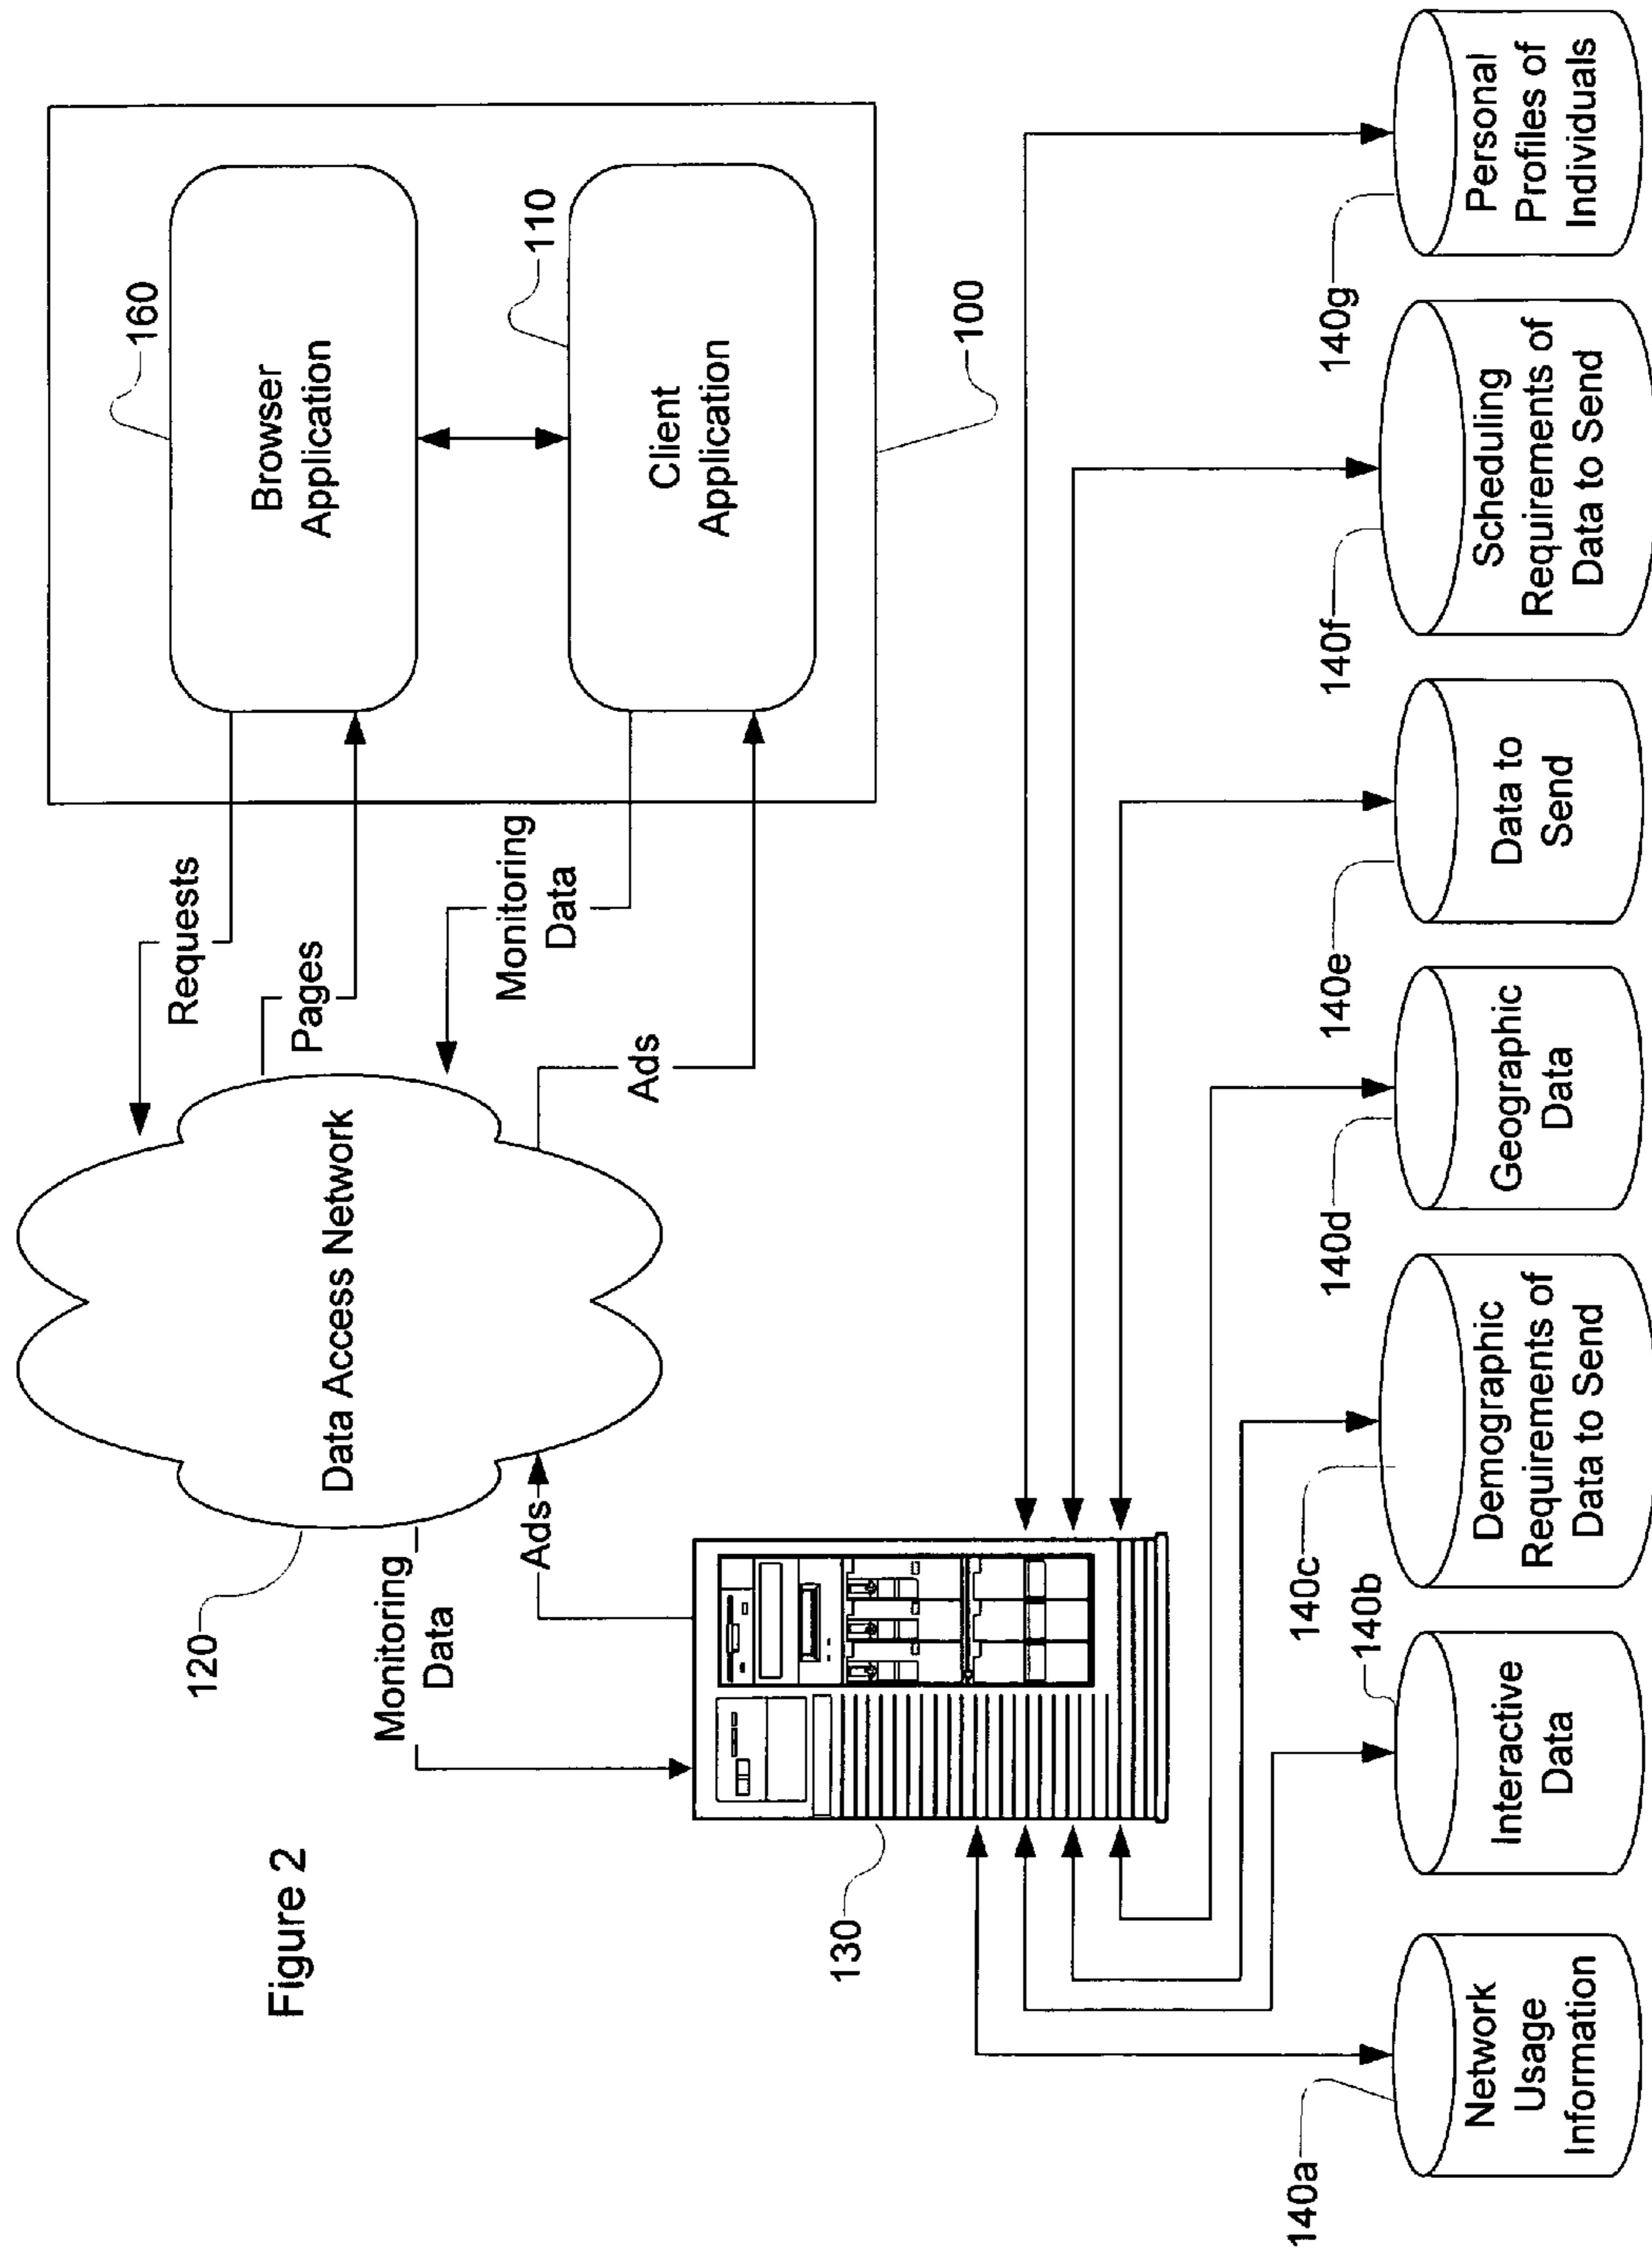 Figure 2
120
Data Access Network
Requests
Pages
Monitoring
Data
Ads
160
Browser
Application
110
Client
Application
100
Monitoring
Data
Ads
130
140a
Network
Usage
Information
140b
Interactive
Data
140c
Demographic
Requirements of
Data to Send
140d
Geographic
Data
140e
Data to
Send
140f
Scheduling
Requirements of
Data to Send
140g
Personal
Profiles of
Individuals